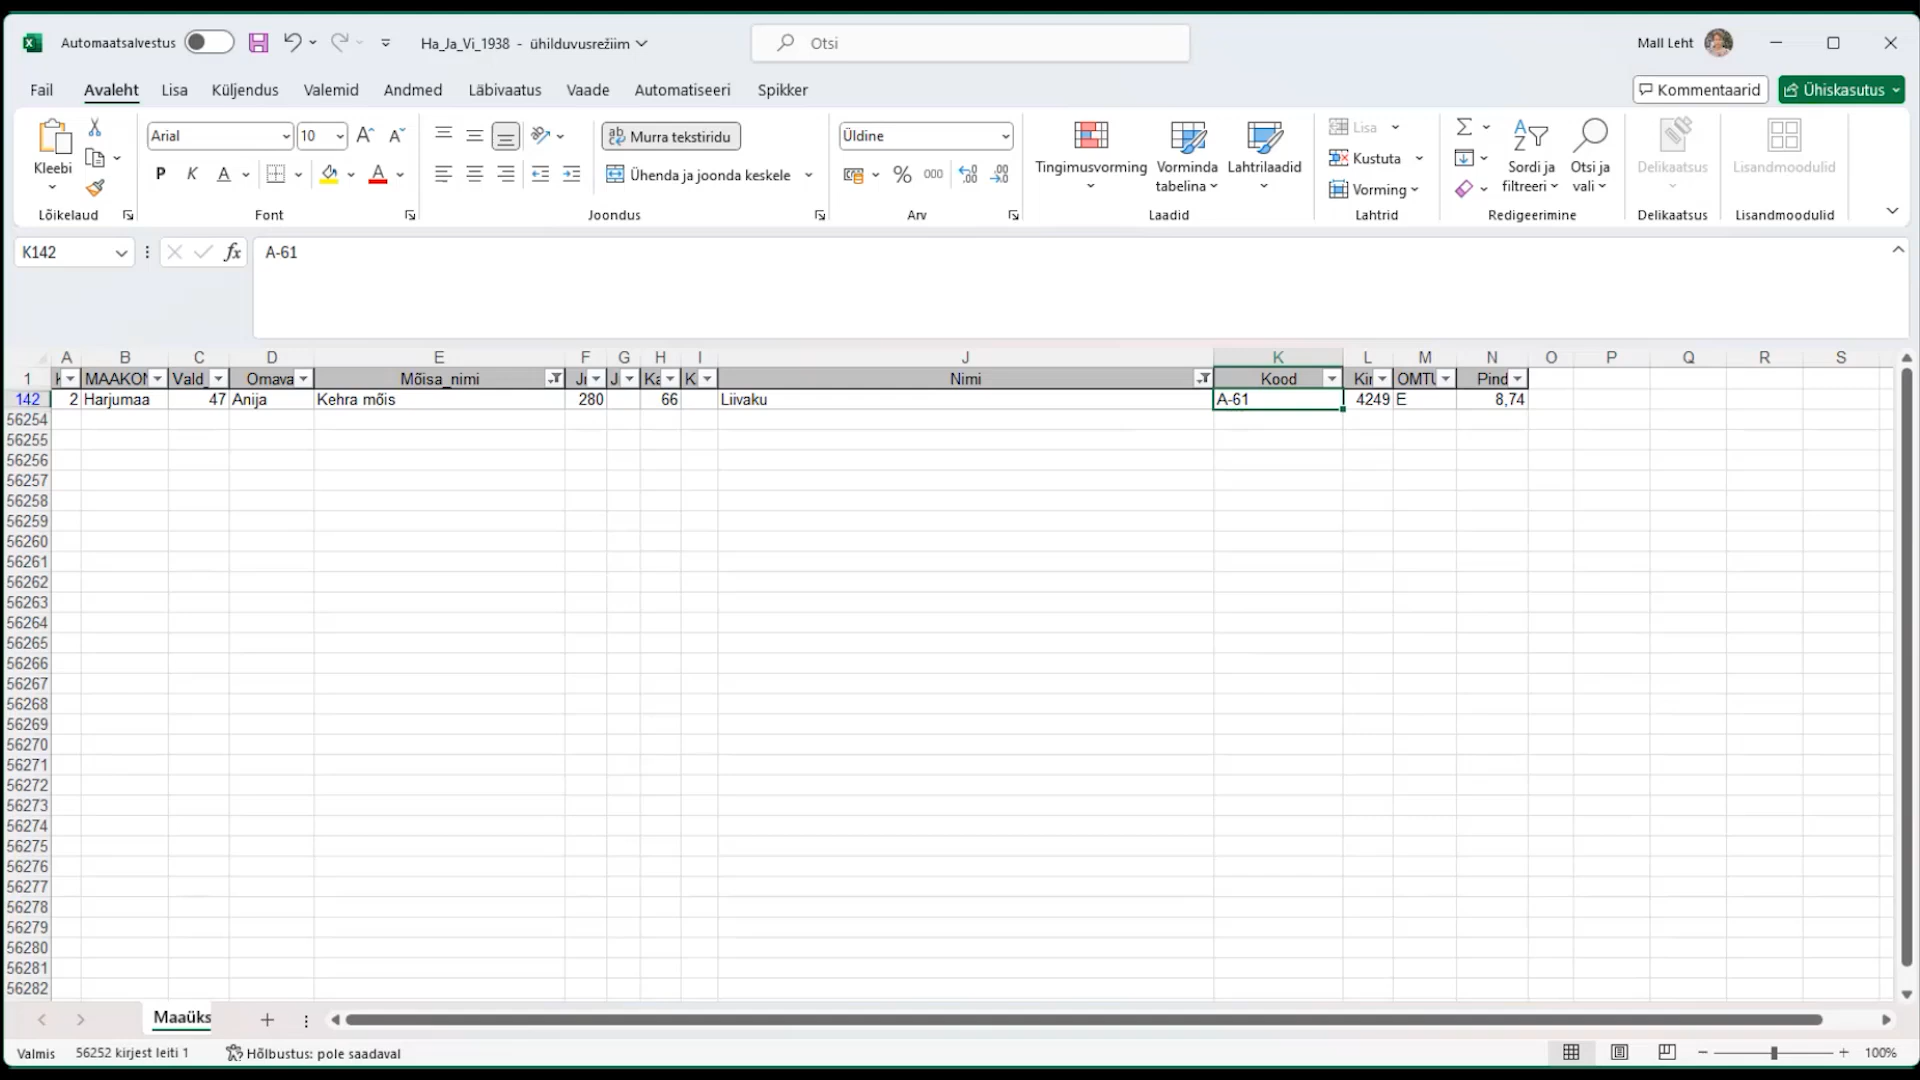 Automaatsalvestus Ha_Ja_Vi_1938 - ühilduvusrežiim Otsi Mall Leht
Fail Avaleht Lisa Küljendus Valemid Andmed Läbivaatus Vaade Automatiseeri Spikker Kommentaarid Ühiskasutus
Kleebi
Lõikelaud
Arial 10
P K A A
Font
Murra tekstiridu
Ühenda ja joonda keskele
Joondus
Üldine
% 000
Arv
Tingimusvorming
Vorminda tabelina
Lahtrilaadid
Laadid
Lisa
Kustuta
Vorming
Lahtrid
Sordi ja filtreeri
Otsi ja vali
Redigeerimine
Delikaatsus
Delikaatsus
Lisandmoodulid
Lisandmoodulid
K142 fx A-61
A B C D E F G H I J K L M N O P Q R S
1 MAAKON Vald_ Omava Mõisa_nimi J Ka K Nimi Kood Kin OMTU Pind
142 2 Harjumaa 47 Anija Kehra mõis 280 66 Liivaku A-61 4249 E 8,74
56254
56255
56256
56257
56258
56259
56260
56261
56262
56263
56264
56265
56266
56267
56268
56269
56270
56271
56272
56273
56274
56275
56276
56277
56278
56279
56280
56281
56282
Maaüks
Valmis 56252 kirjest leiti 1 Hõlbustus: pole saadaval 100%